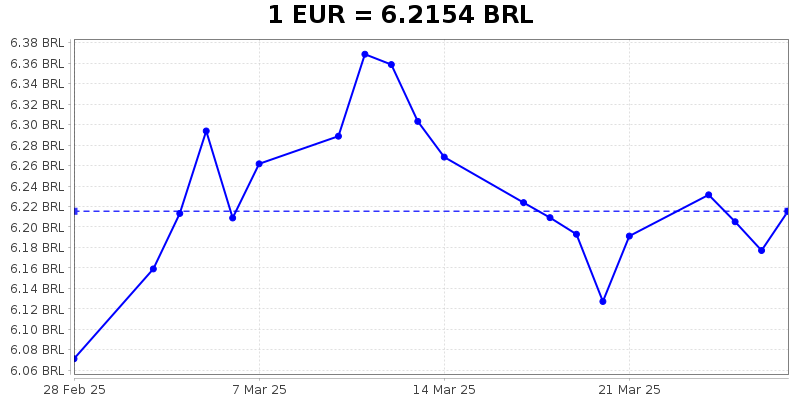 1 EUR = 6.2154 BRL
6.38 BRL
6.36 BRL
6.34 BRL
6.32 BRL
6.30 BRL
6.28 BRL
6.26 BRL
6.24 BRL
6.22 BRL
6.20 BRL
6.18 BRL
6.16 BRL
6.14 BRL
6.12 BRL
6.10 BRL
6.08 BRL
6.06 BRL
28 Feb 25 7 Mar 25 14 Mar 25 21 Mar 25